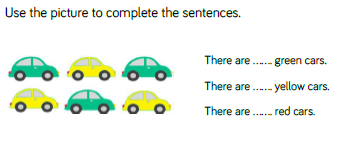 Use the picture to complete the sentences.
There are ...... green cars.
There are ...... yellow cars.
There are ...... red cars.